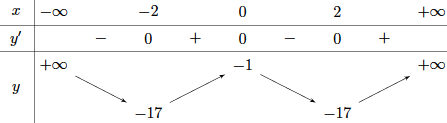 x −∞ −2 0 2 +∞
y′ − 0 + 0 − 0 + 
+∞ −1 +∞
y
−17 −17